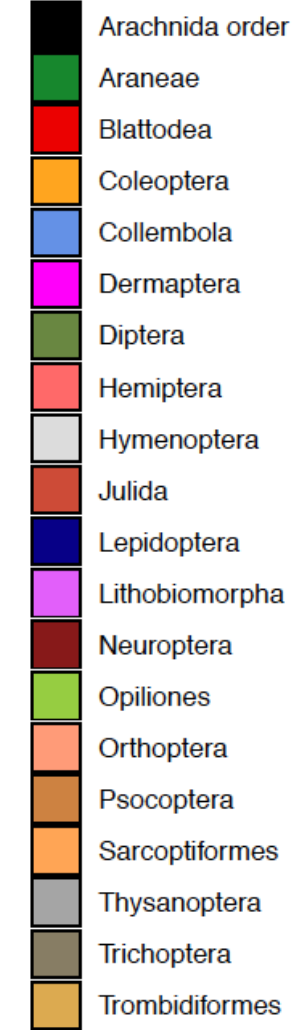 Arachnida order
Araneae
Blattodea
Coleoptera
Collembola
Dermaptera
Diptera
Hemiptera
Hymenoptera
Julida
Lepidoptera
Lithobiomorpha
Neuroptera
Opiliones
Orthoptera
Psocoptera
Sarcoptiformes
Thysanoptera
Trichoptera
Trombidiformes